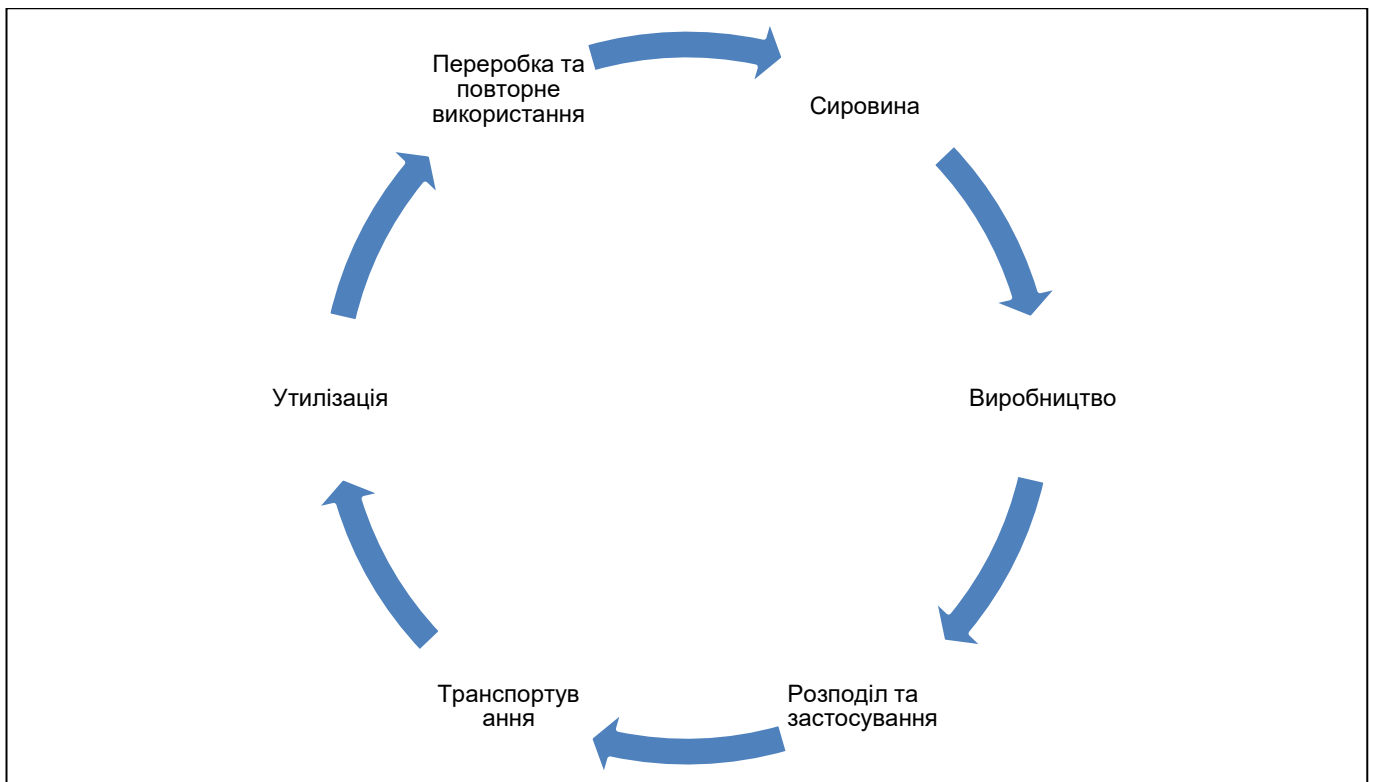 Переробка та
повторне
використання
Сировина
Утилізація
Виробництво
Транспортув
ання
Розподіл та
застосування